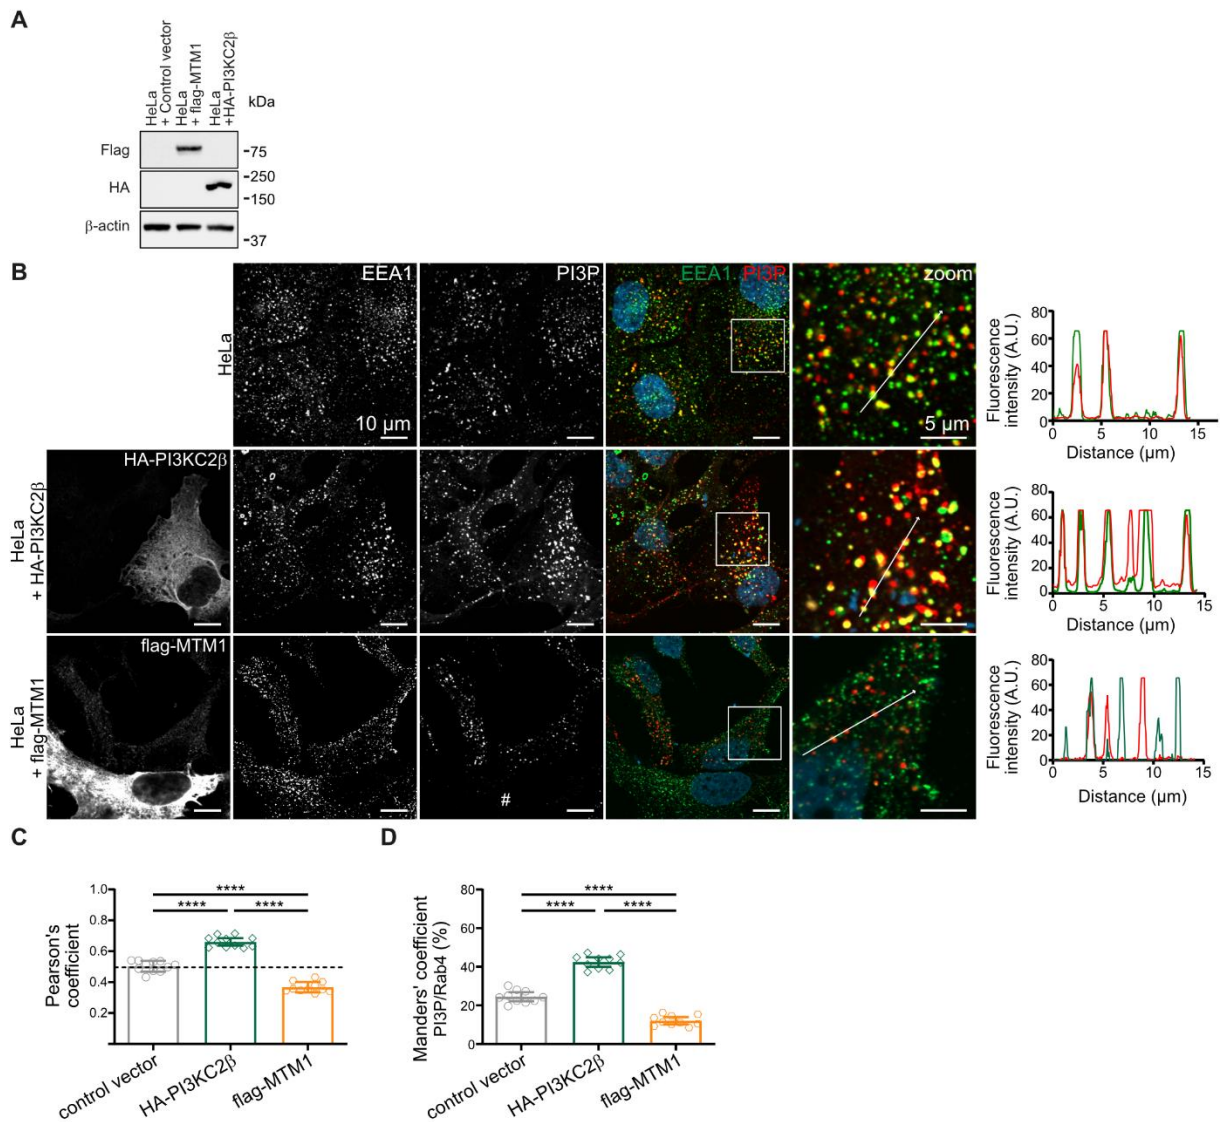 A
HeLa
+ Control vector
HeLa
+ flag-MTM1
HeLa
+HA-PI3KC2β
kDa
Flag
-75
HA
-250
-150
β-actin
-37
B
EEA1
PI3P
EEA1 PI3P
zoom
HeLa
10 µm
5 µm
Fluorescence
intensity (A.U.)
80
60
40
20
0
0
5
10
15
Distance (µm)
HA-PI3KC2β
HeLa
+ HA-PI3KC2β
Fluorescence
intensity (A.U.)
80
60
40
20
0
0
5
10
15
Distance (µm)
flag-MTM1
HeLa
+ flag-MTM1
#
Fluorescence
intensity (A.U.)
80
60
40
20
0
0
5
10
15
Distance (µm)
C
Pearson's
coefficient
1.0
0.8
0.6
0.4
0.2
****
**** ****
control vector
HA-PI3KC2β
flag-MTM1
D
Manders' coefficient
PI3P/Rab4 (%)
80
60
40
20
0
****
**** ****
control vector
HA-PI3KC2β
flag-MTM1